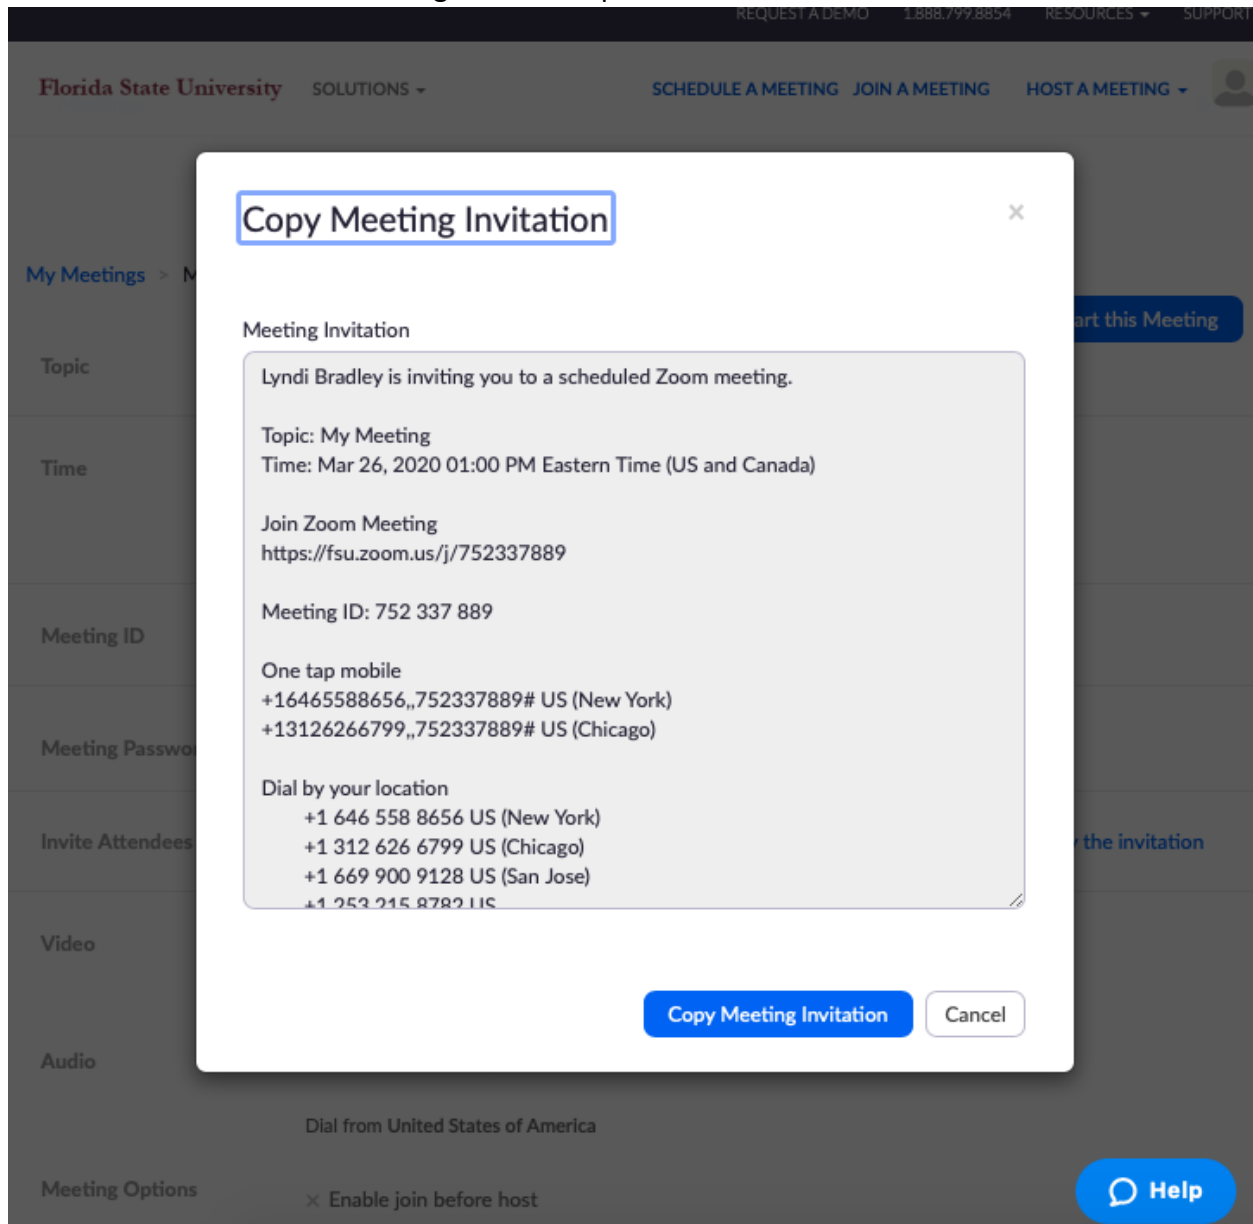 REQUEST A DEMO 1.888.799.8854 RESOURCES SUPPORT
Florida State University SOLUTIONS SCHEDULE A MEETING JOIN A MEETING HOST A MEETING
Copy Meeting Invitation
×
My Meetings > M
art this Meeting
Meeting Invitation
Topic
Lyndi Bradley is inviting you to a scheduled Zoom meeting.
Topic: My Meeting
Time
Time: Mar 26, 2020 01:00 PM Eastern Time (US and Canada)
Join Zoom Meeting
https://fsu.zoom.us/j/752337889
Meeting ID: 752 337 889
Meeting ID
One tap mobile
+16465588656,,752337889# US (New York)
+13126266799,,752337889# US (Chicago)
Meeting Passwo
Dial by your location
+1 646 558 8656 US (New York)
+1 312 626 6799 US (Chicago)
Invite Attendees
the invitation
+1 669 900 9128 US (San Jose)
+1 253 215 8782 US
Video
Copy Meeting Invitation Cancel
Audio
Dial from United States of America
Meeting Options
× Enable join before host
Help